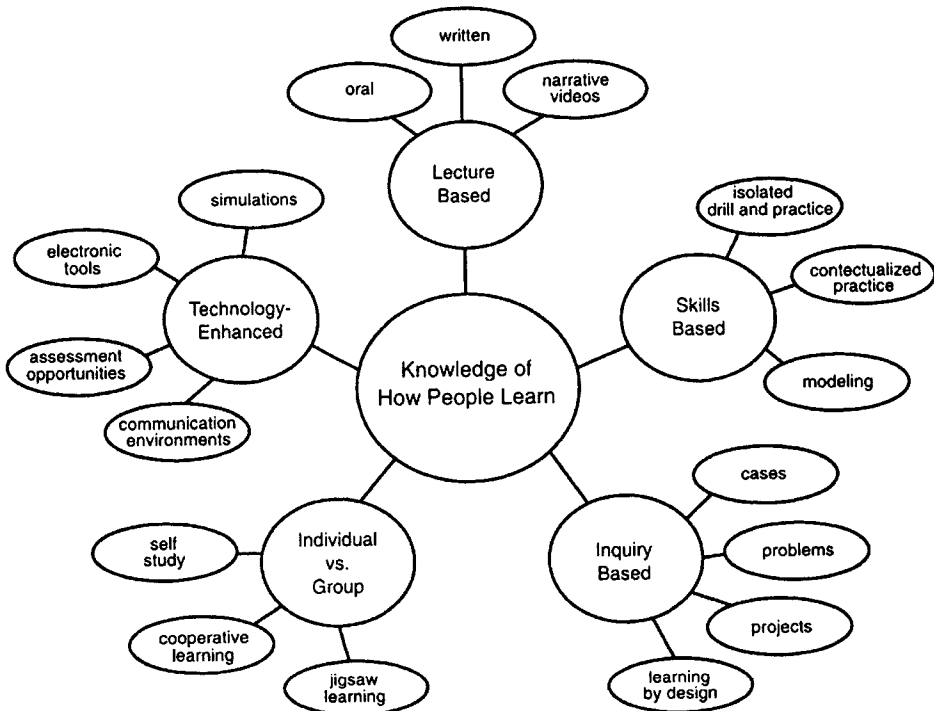 written
oral
narrative
videos
Lecture
Based
simulations
electronic
tools
Technology-
Enhanced
assessment
opportunities
communication
environments
isolated
drill and practice
contectualized
practice
Skills
Based
modeling
Knowledge of
How People Learn
self
study
Individual
vs.
Group
cooperative
learning
jigsaw
learning
cases
Inquiry
Based
problems
projects
learning
by design